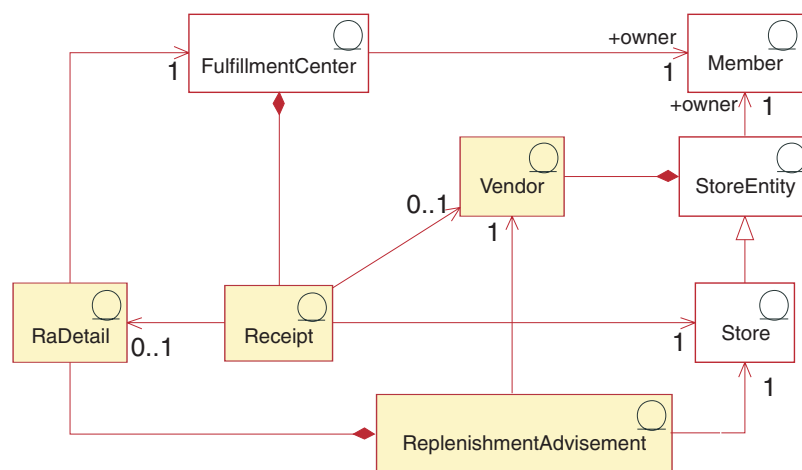 FulfillmentCenter
1
+owner
1
Member
+owner
1
Vendor
0..1
1
StoreEntity
RaDetail
0..1
Receipt
1
Store
1
ReplenishmentAdvisement